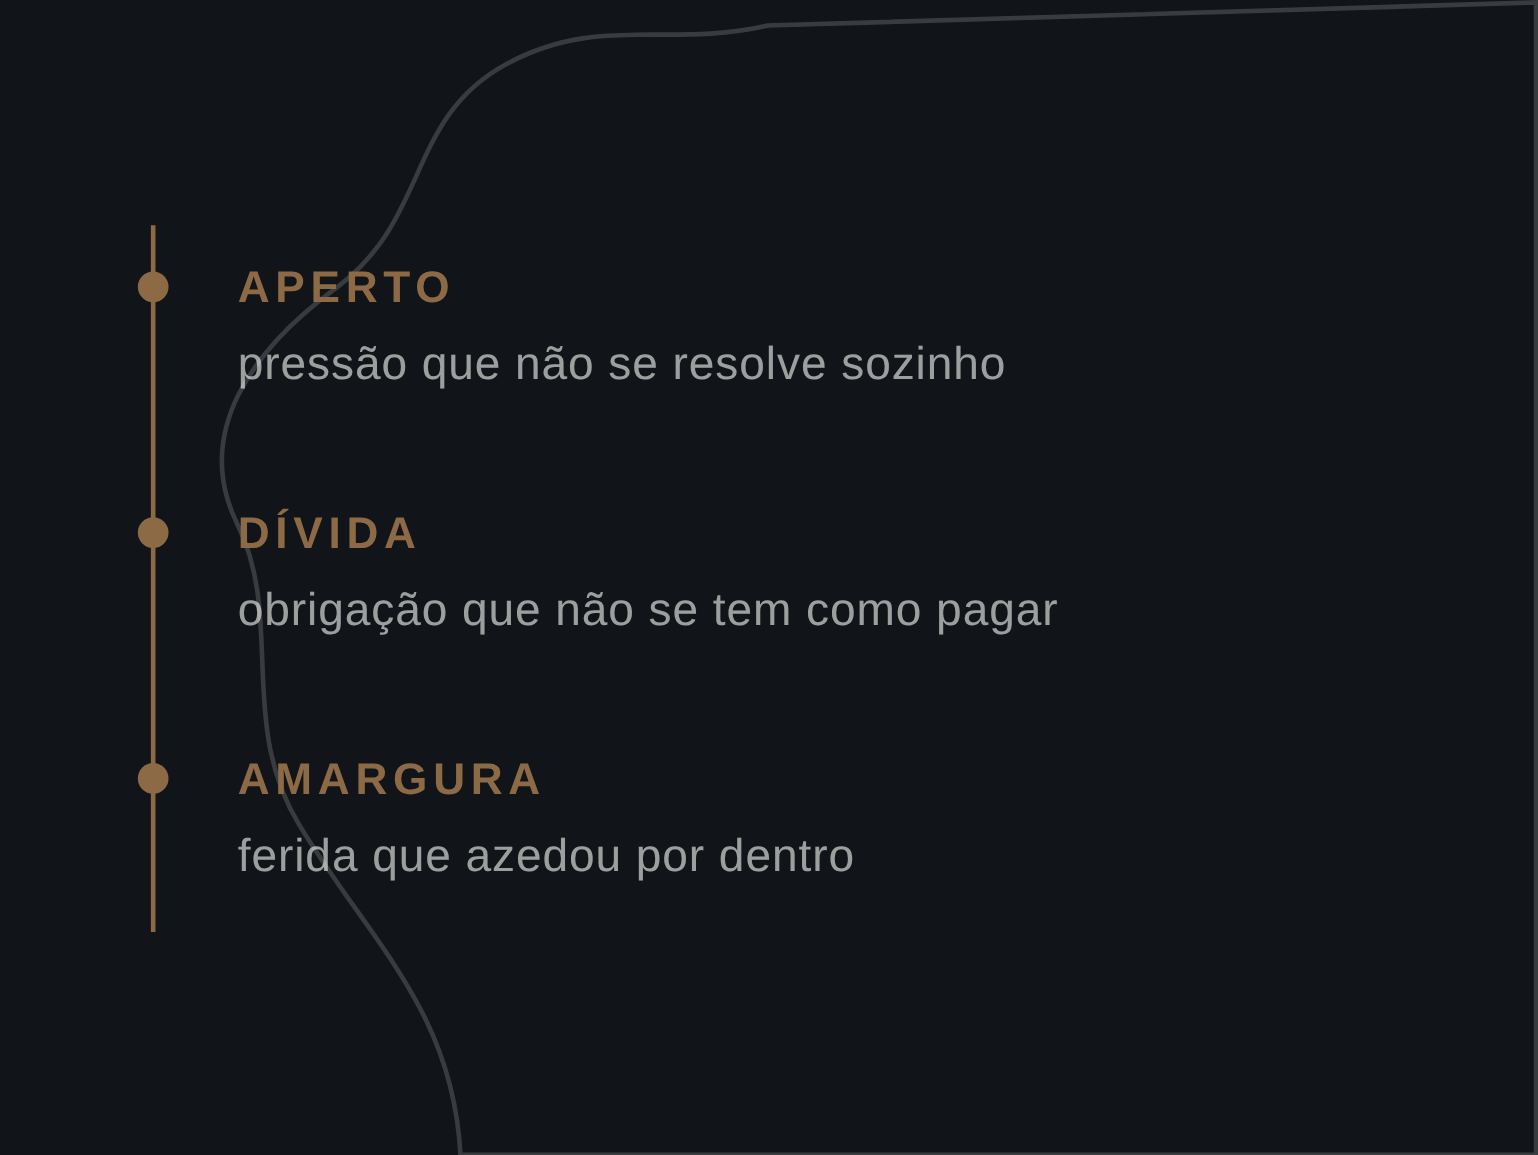 APERTO
pressão que não se resolve sozinho
DÍVIDA
obrigação que não se tem como pagar
AMARGURA
ferida que azedou por dentro